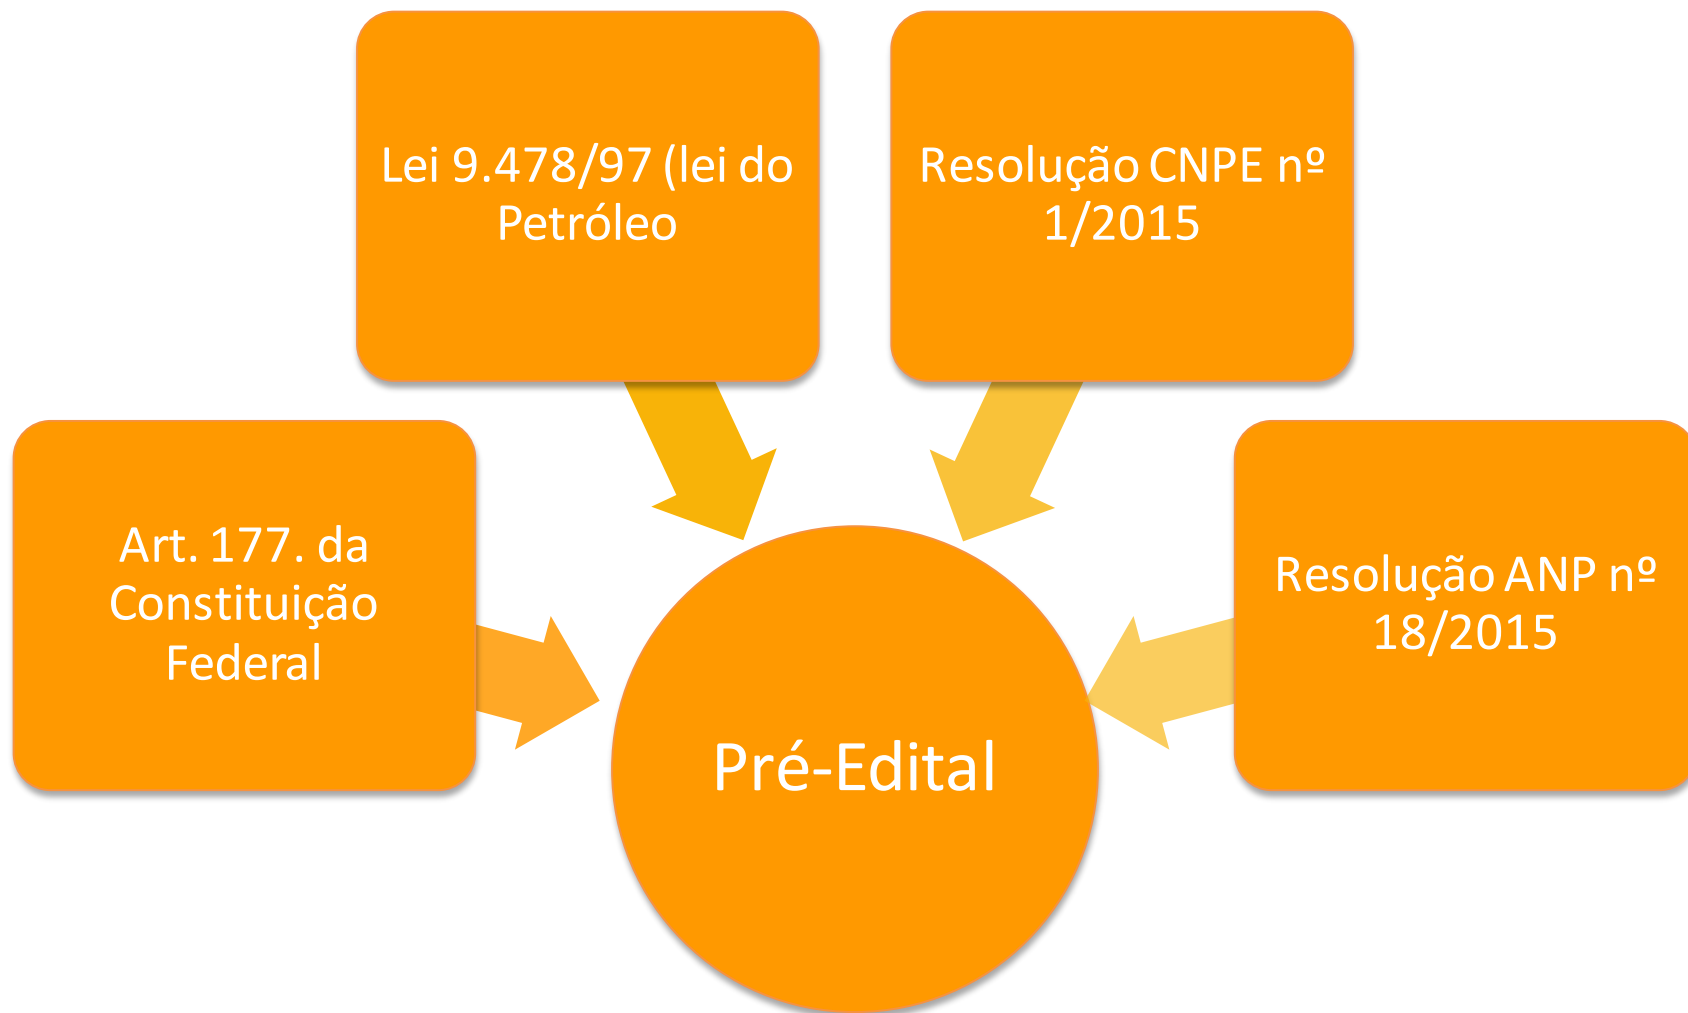 Lei 9.478/97 (lei do
Petróleo
Resolução CNPE nº
1/2015
Art. 177. da
Constituição
Federal
Resolução ANP nº
18/2015
Pré-Edital